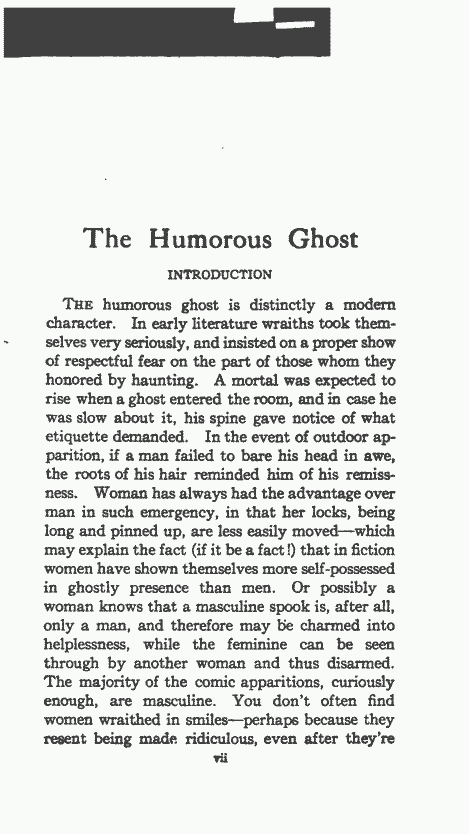 The Humorous Ghost
INTRODUCTION
THE humorous ghost is distinctly a modern
character. In early literature wraiths took them-
selves very seriously, and insisted on a proper show
of respectful fear on the part of those whom they
honored by haunting. A mortal was expected to
rise when a ghost entered the room, and in case he
was slow about it, his spine gave notice of what
etiquette demanded. In the event of outdoor ap-
parition, if a man failed to bare his head in awe,
the roots of his hair reminded him of his remiss-
ness. Woman has always had the advantage over
man in such emergency, in that her locks, being
long and pinned up, are less easily moved—which
may explain the fact (if it be a fact!) that in fiction
women have shown themselves more self-possessed
in ghostly presence than men. Or possibly a
woman knows that a masculine spook is, after all,
only a man, and therefore may be charmed into
helplessness, while the feminine can be seen
through by another woman and thus disarmed.
The majority of the comic apparitions, curiously
enough, are masculine. You don't often find
women wraithed in smiles—perhaps because they
resent being made ridiculous, even after they're
vii